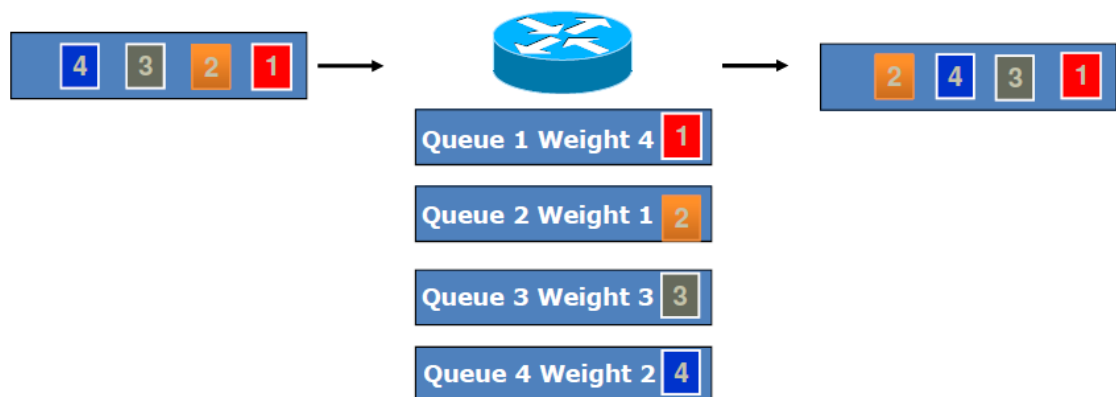 4 3 2 1
2 4 3 1
Queue 1 Weight 4 1
Queue 2 Weight 1 2
Queue 3 Weight 3 3
Queue 4 Weight 2 4